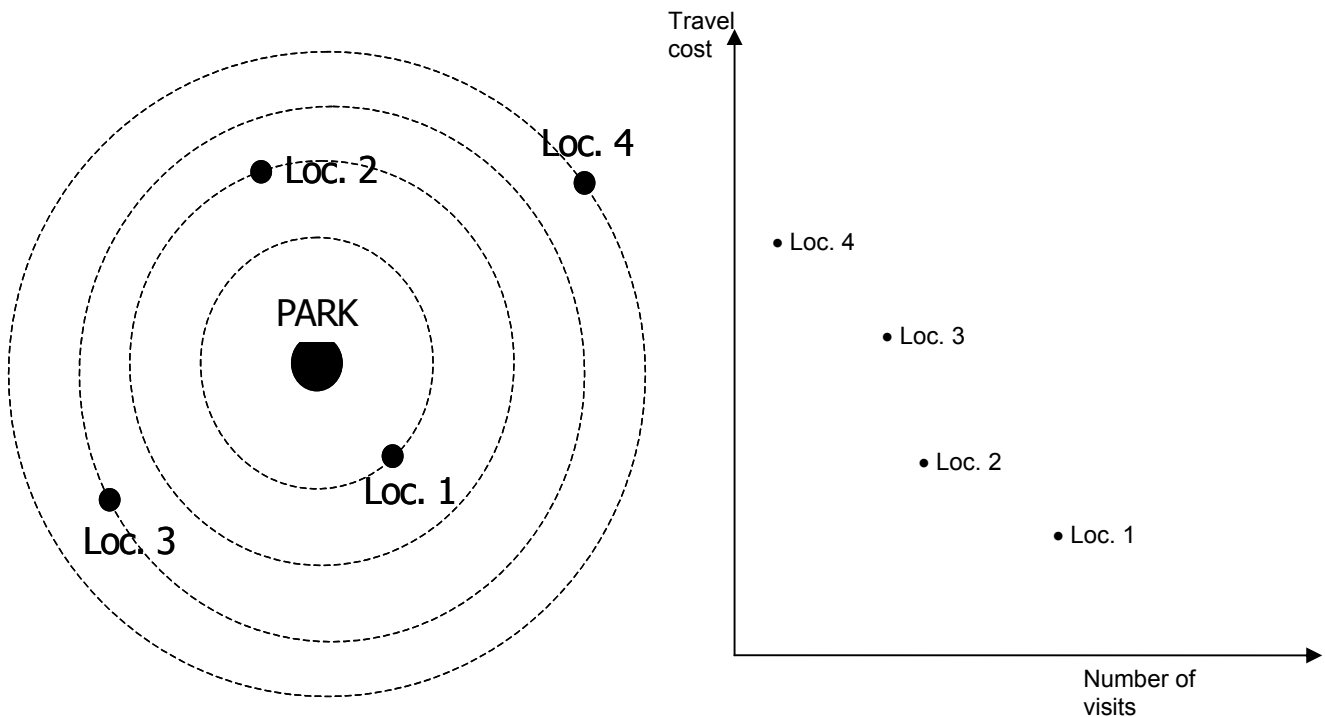 Loc. 4
Loc. 2
PARK
Loc. 1
Loc. 3
Travel
cost
Loc. 4
Loc. 3
Loc. 2
Loc. 1
Number of
visits